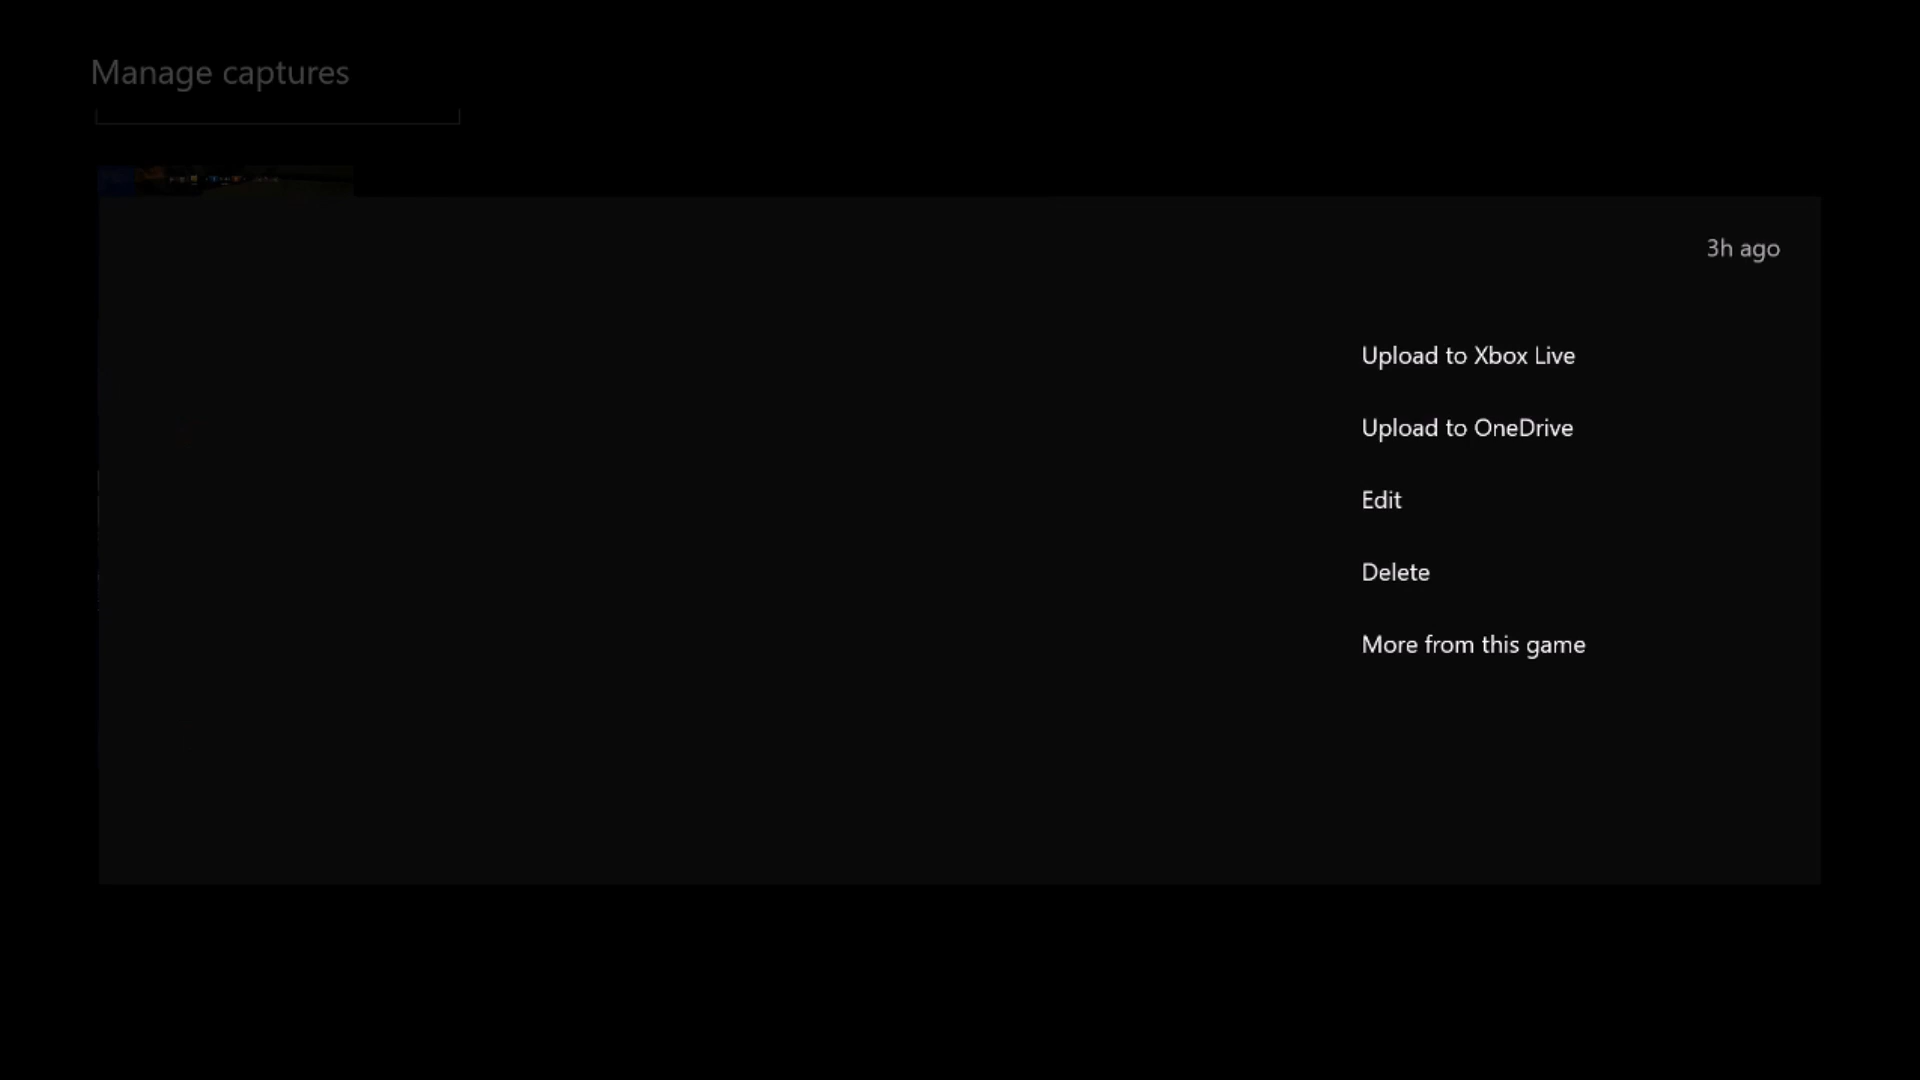 Manage captures
3h ago
Upload to Xbox Live
Upload to OneDrive
Edit
Delete
More from this game